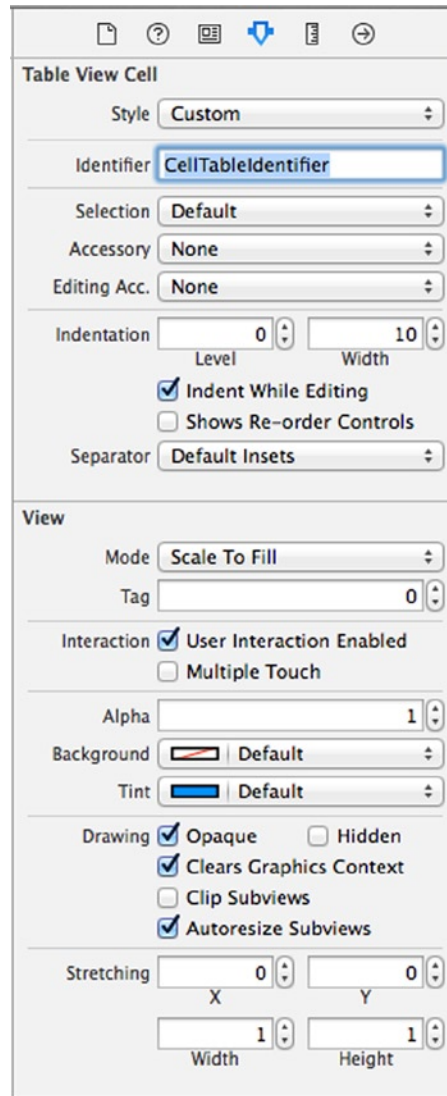 Table View Cell
Style Custom
Identifier CellTableIdentifier
Selection Default
Accessory None
Editing Acc. None
Indentation 0 10
Level Width
Indent While Editing
Shows Re-order Controls
Separator Default Insets
View
Mode Scale To Fill
Tag 0
Interaction User Interaction Enabled
Multiple Touch
Alpha 1
Background Default
Tint Default
Drawing Opaque Hidden
Clears Graphics Context
Clip Subviews
Autoresize Subviews
Stretching 0 0
X Y
1 1
Width Height